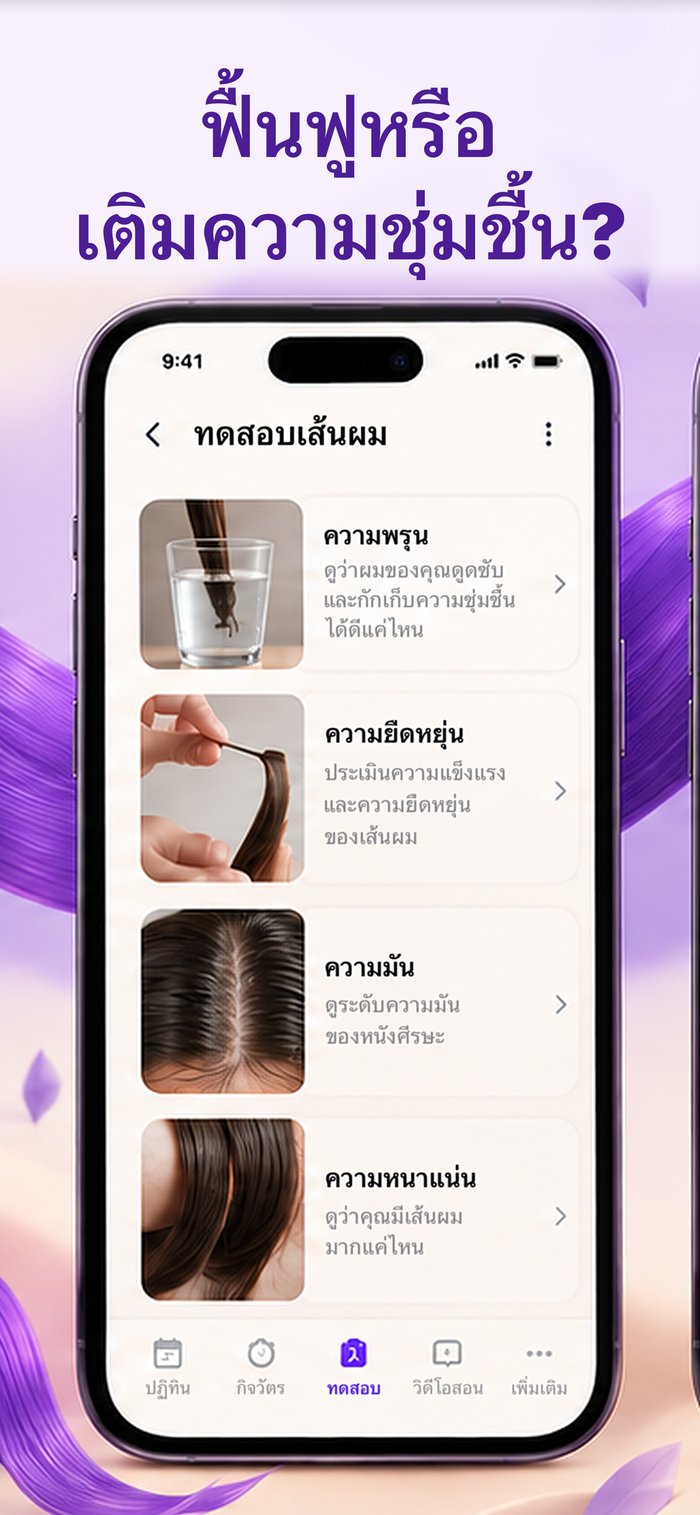 ฟื้นฟูหรือ
เติมความชุ่มชื้น?
9:41
ทดสอบเส้นผม
ความพรุน
ดูว่าผมของคุณดูดซับ
และกักเก็บความชุ่มชื้น
ได้ดีแค่ไหน
ความยืดหยุ่น
ประเมินความแข็งแรง
และความยืดหยุ่น
ของเส้นผม
ความมัน
ดูระดับความมัน
ของหนังศีรษะ
ความหนาแน่น
ดูว่าคุณมีเส้นผม
มากแค่ไหน
ปฏิทิน
กิจวัตร
ทดสอบ
วิดีโอสอน
เพิ่มเติม